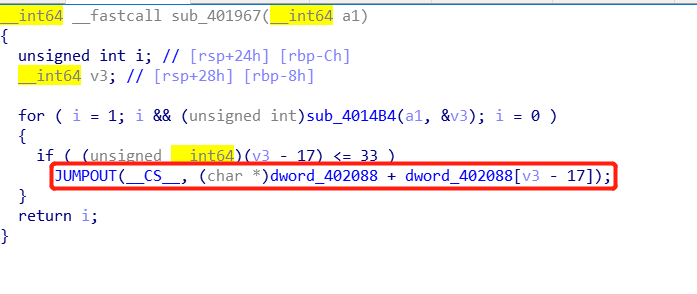 __int64 __fastcall sub_401967(__int64 a1)
{
  unsigned int i; // [rsp+24h] [rbp-Ch]
  __int64 v3; // [rsp+28h] [rbp-8h]

  for ( i = 1; i && (unsigned int)sub_4014B4(a1, &v3); i = 0 )
  {
    if ( (unsigned __int64)(v3 - 17) <= 33 )
      JUMPOUT(__CS__, (char *)dword_402088 + dword_402088[v3 - 17]);
  }
  return i;
}